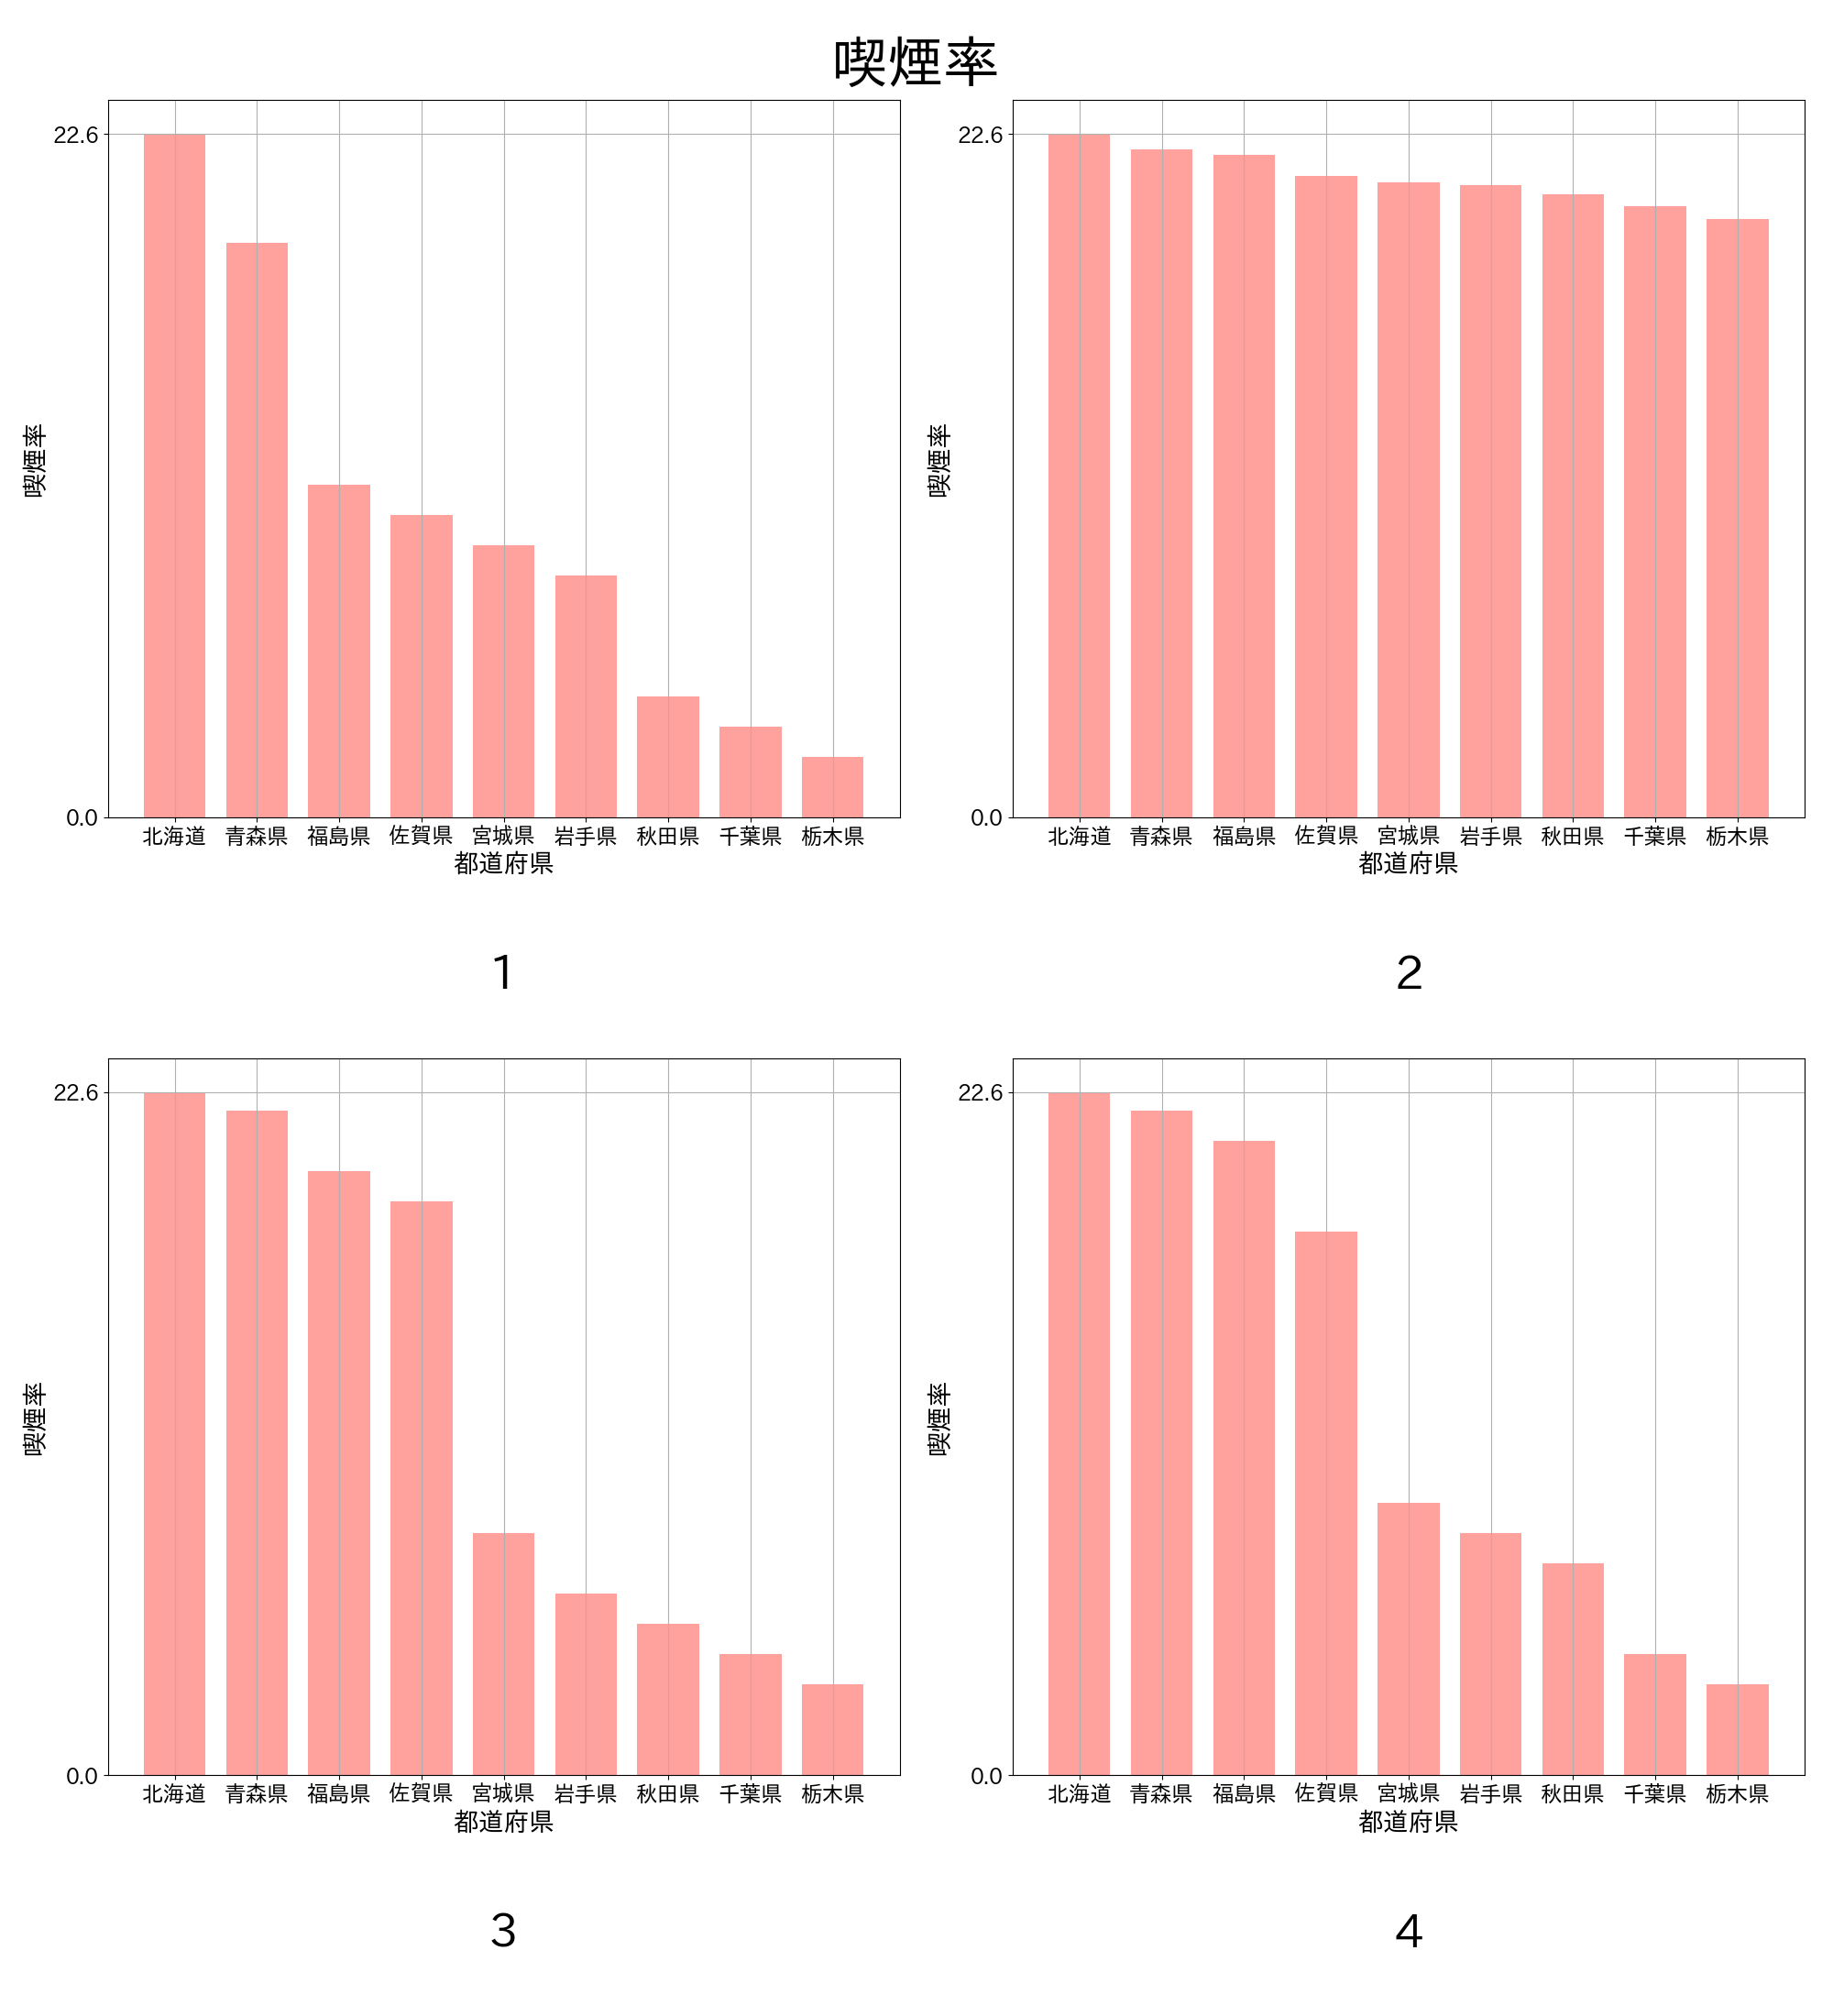 喫煙率
22.6
0.0
喫煙率
北海道 青森県 福島県 佐賀県 宮城県 岩手県 秋田県 千葉県 栃木県
都道府県
1
22.6
0.0
喫煙率
北海道 青森県 福島県 佐賀県 宮城県 岩手県 秋田県 千葉県 栃木県
都道府県
2
22.6
0.0
喫煙率
北海道 青森県 福島県 佐賀県 宮城県 岩手県 秋田県 千葉県 栃木県
都道府県
3
22.6
0.0
喫煙率
北海道 青森県 福島県 佐賀県 宮城県 岩手県 秋田県 千葉県 栃木県
都道府県
4